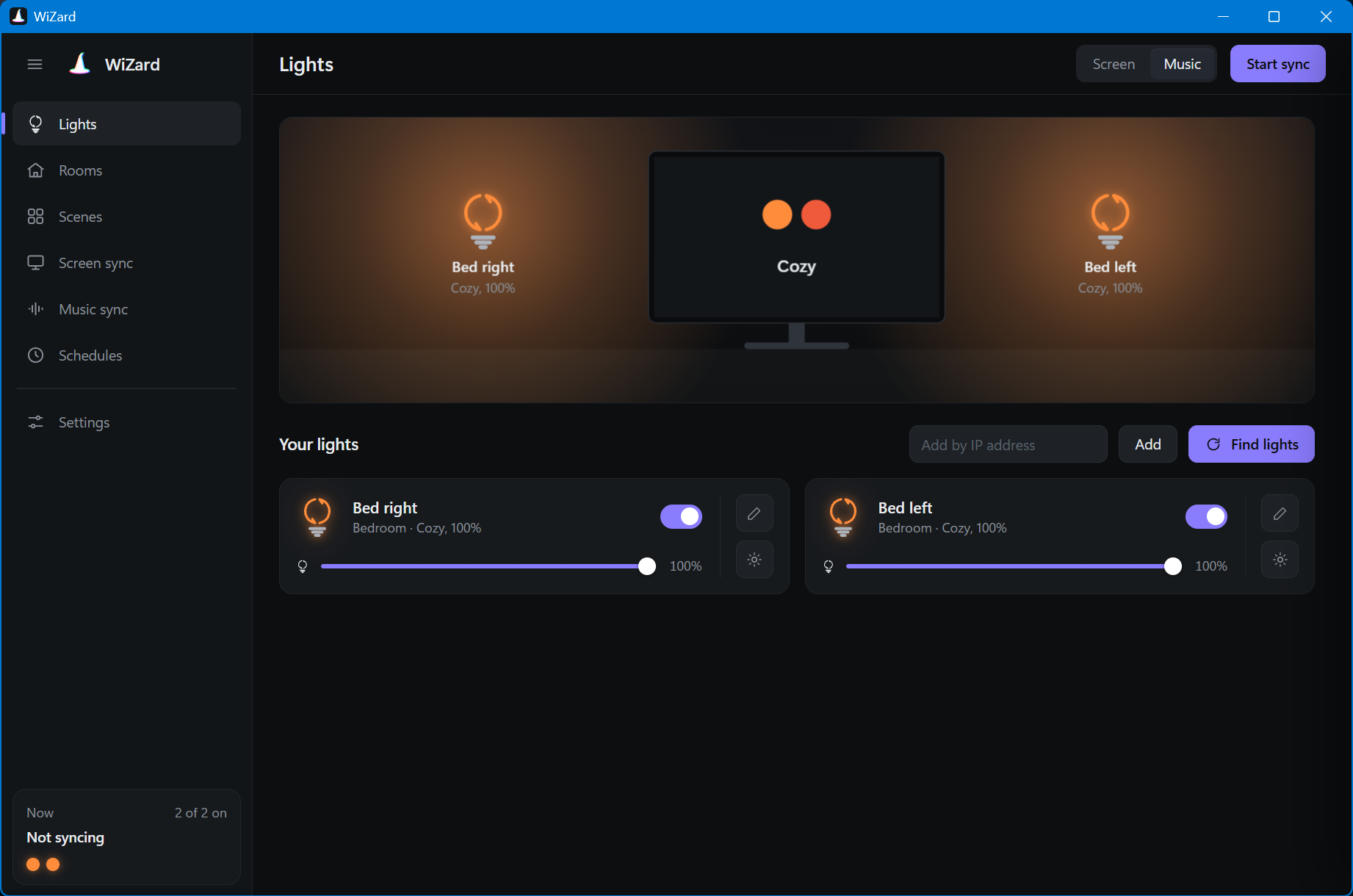 WiZard
WiZard
Lights
Rooms
Scenes
Screen sync
Music sync
Schedules
Settings
Now 2 of 2 on
Not syncing
Lights
Screen Music Start sync
Bed right
Cozy, 100%
Cozy
Bed left
Cozy, 100%
Your lights
Add by IP address Add Find lights
Bed right
Bedroom · Cozy, 100%
100%
Bed left
Bedroom · Cozy, 100%
100%